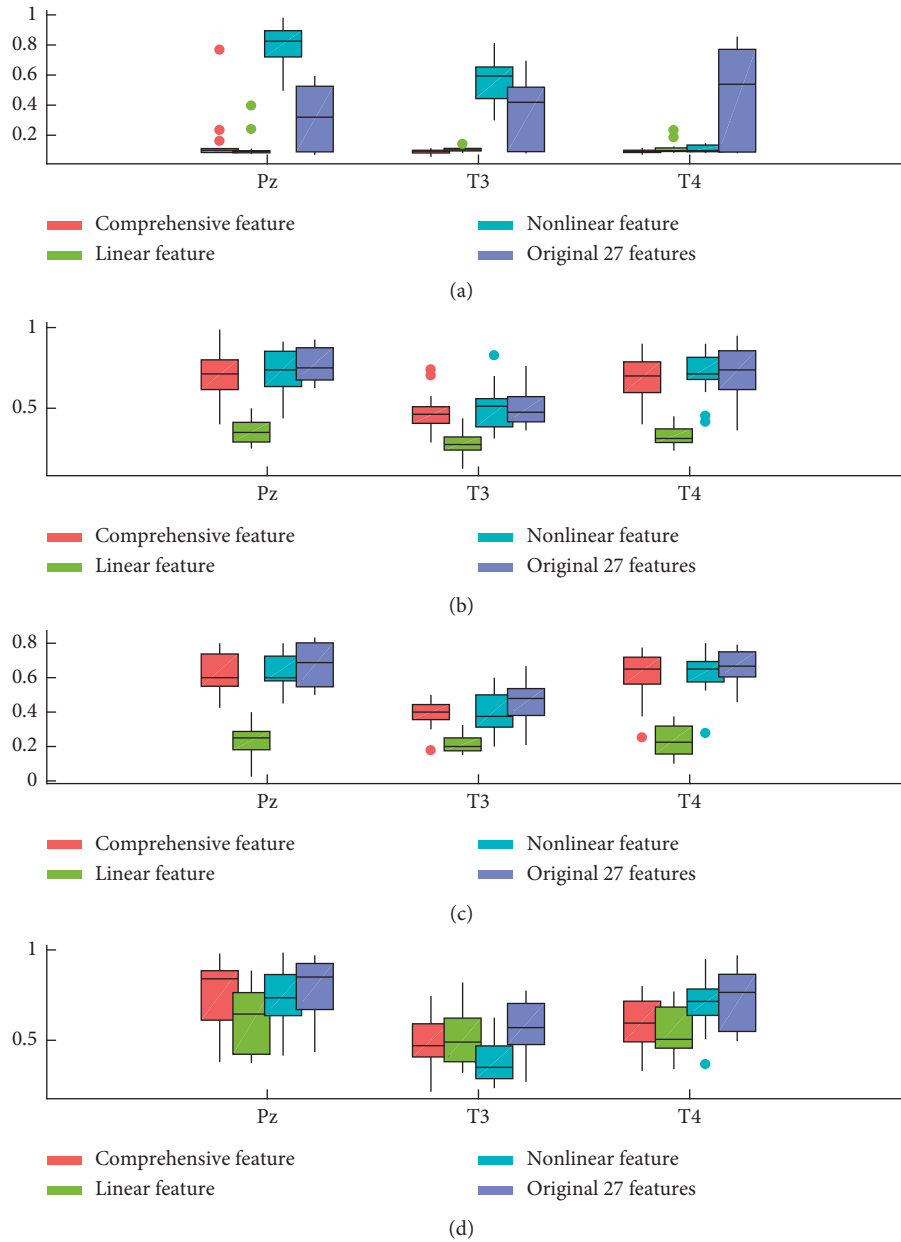 1
0.8
0.6
0.4
0.2
Pz T3 T4
Comprehensive feature Nonlinear feature
Linear feature Original 27 features
(a)
1
0.5
Pz T3 T4
Comprehensive feature Nonlinear feature
Linear feature Original 27 features
(b)
0.8
0.6
0.4
0.2
0
Pz T3 T4
Comprehensive feature Nonlinear feature
Linear feature Original 27 features
(c)
1
0.5
Pz T3 T4
Comprehensive feature Nonlinear feature
Linear feature Original 27 features
(d)